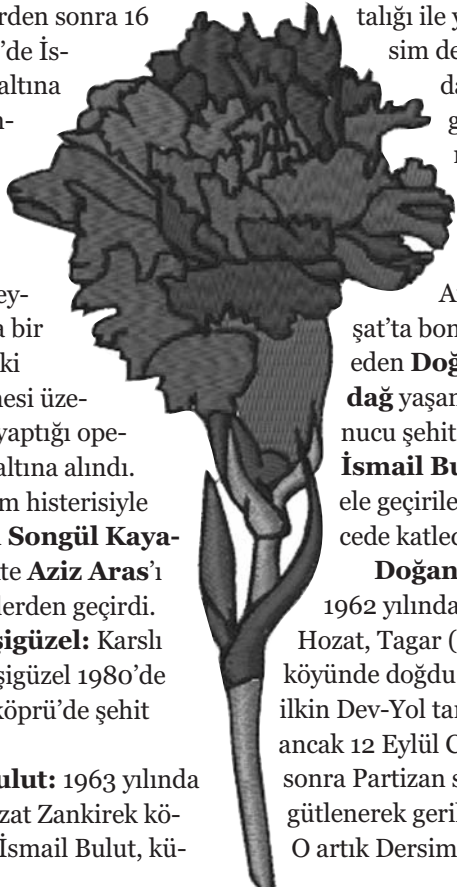 rden sonra 16
'de İs-
altına
n-
ey-
a bir
ki
nesi üze-
yaptığı ope-
altına alındı.
m histerisiyle
Songül Kaya-
te Aziz Aras'ı
lerden geçirdi.
şigüzel: Karslı
şigüzel 1980'de
köprü'de şehit
ulut: 1963 yılında
zat Zankirek kö-
İsmail Bulut, kü-
talığı ile y
sim de
da
g
A
şat'ta bon
eden Doğ
dağ yaşan
nucu şehit
İsmail Bu
ele geçirile
cede katled
Doğan
1962 yılında
Hozat, Tagar (
köyünde doğdu
ilkin Dev-Yol tar
ancak 12 Eylül C
sonra Partizan s
gütlenerek geril
O artık Dersim